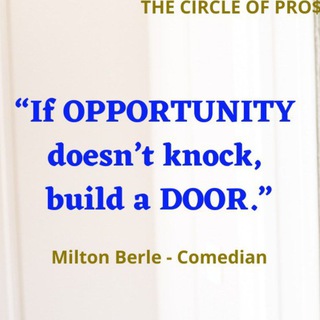 THE CIRCLE OF PRO$
“If OPPORTUNITY
doesn’t knock,
build a DOOR.”
Milton Berle - Comedian